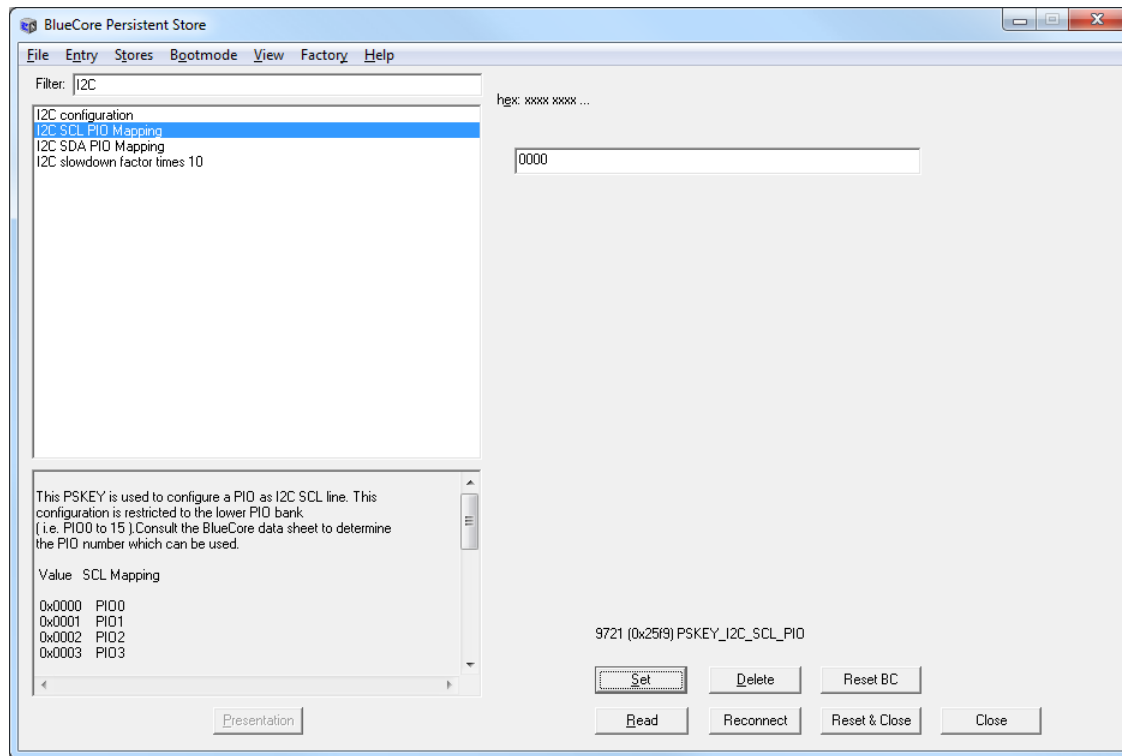 BlueCore Persistent Store
File Entry Stores Bootmode View Factory Help
Filter: I2C
I2C configuration
I2C SCL PIO Mapping
I2C SDA PIO Mapping
I2C slowdown factor times 10
hex: xxxx xxxx ...
0000
This PSKEY is used to configure a PIO as I2C SCL line. This
configuration is restricted to the lower PIO bank
( i.e. PIO0 to 15 ).Consult the BlueCore data sheet to determine
the PIO number which can be used.
Value SCL Mapping
0x0000 PIO0
0x0001 PIO1
0x0002 PIO2
0x0003 PIO3
9721 (0x25f9) PSKEY_I2C_SCL_PIO
Set Delete Reset BC
Presentation Read Reconnect Reset & Close Close